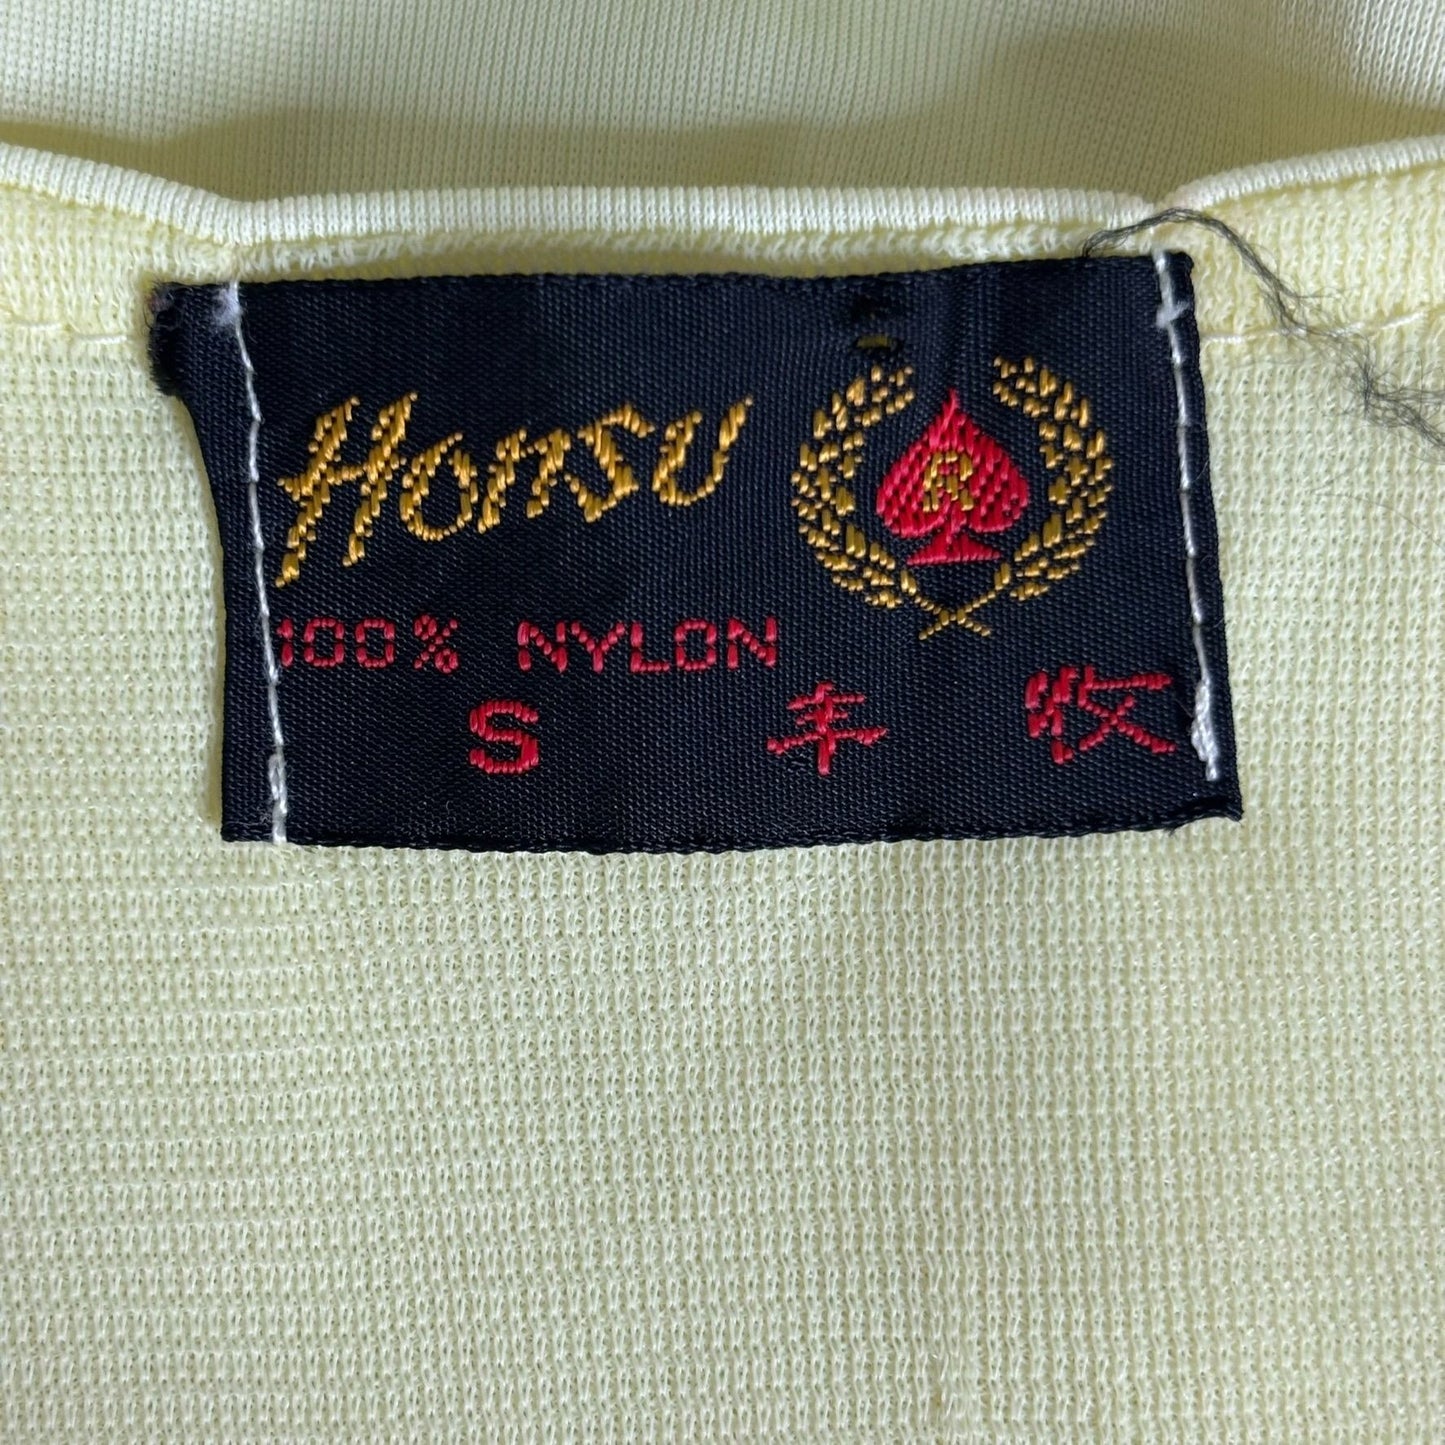 Honsu
R
100% NYLON
S 丰 收